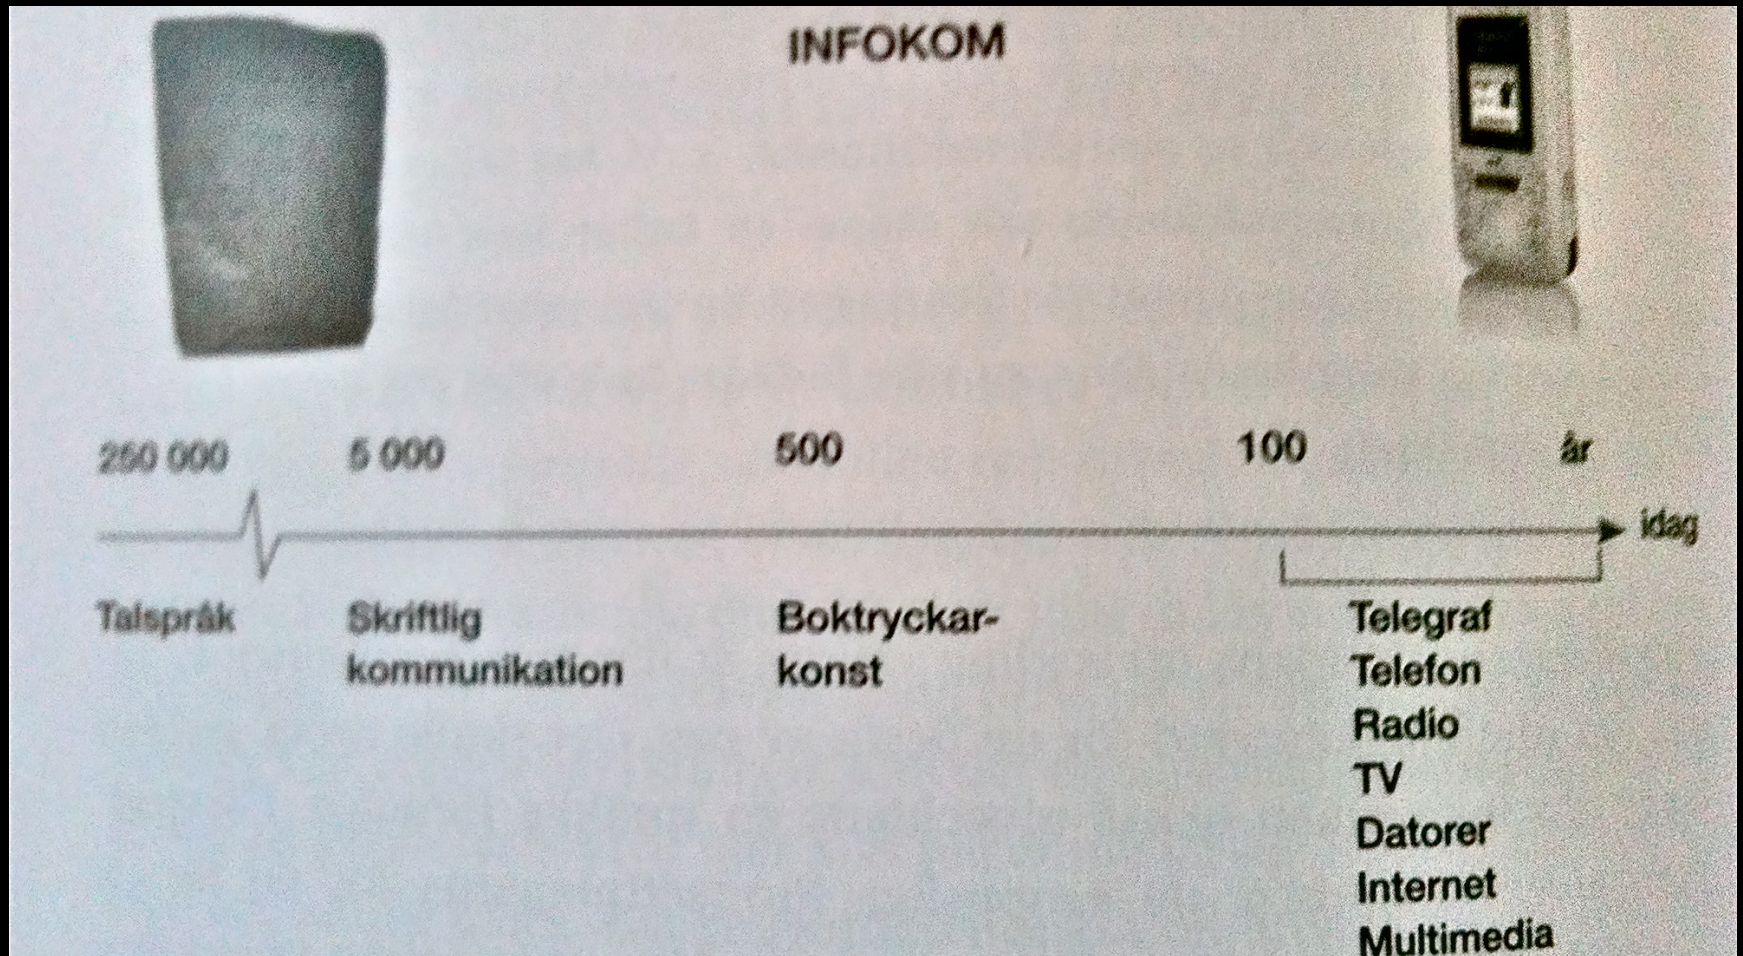 INFOKOM
250 000 5 000 500 100 år
idag
Talspråk Skriftlig Boktryckar- Telegraf
kommunikation konst Telefon
Radio
TV
Datorer
Internet
Multimedia